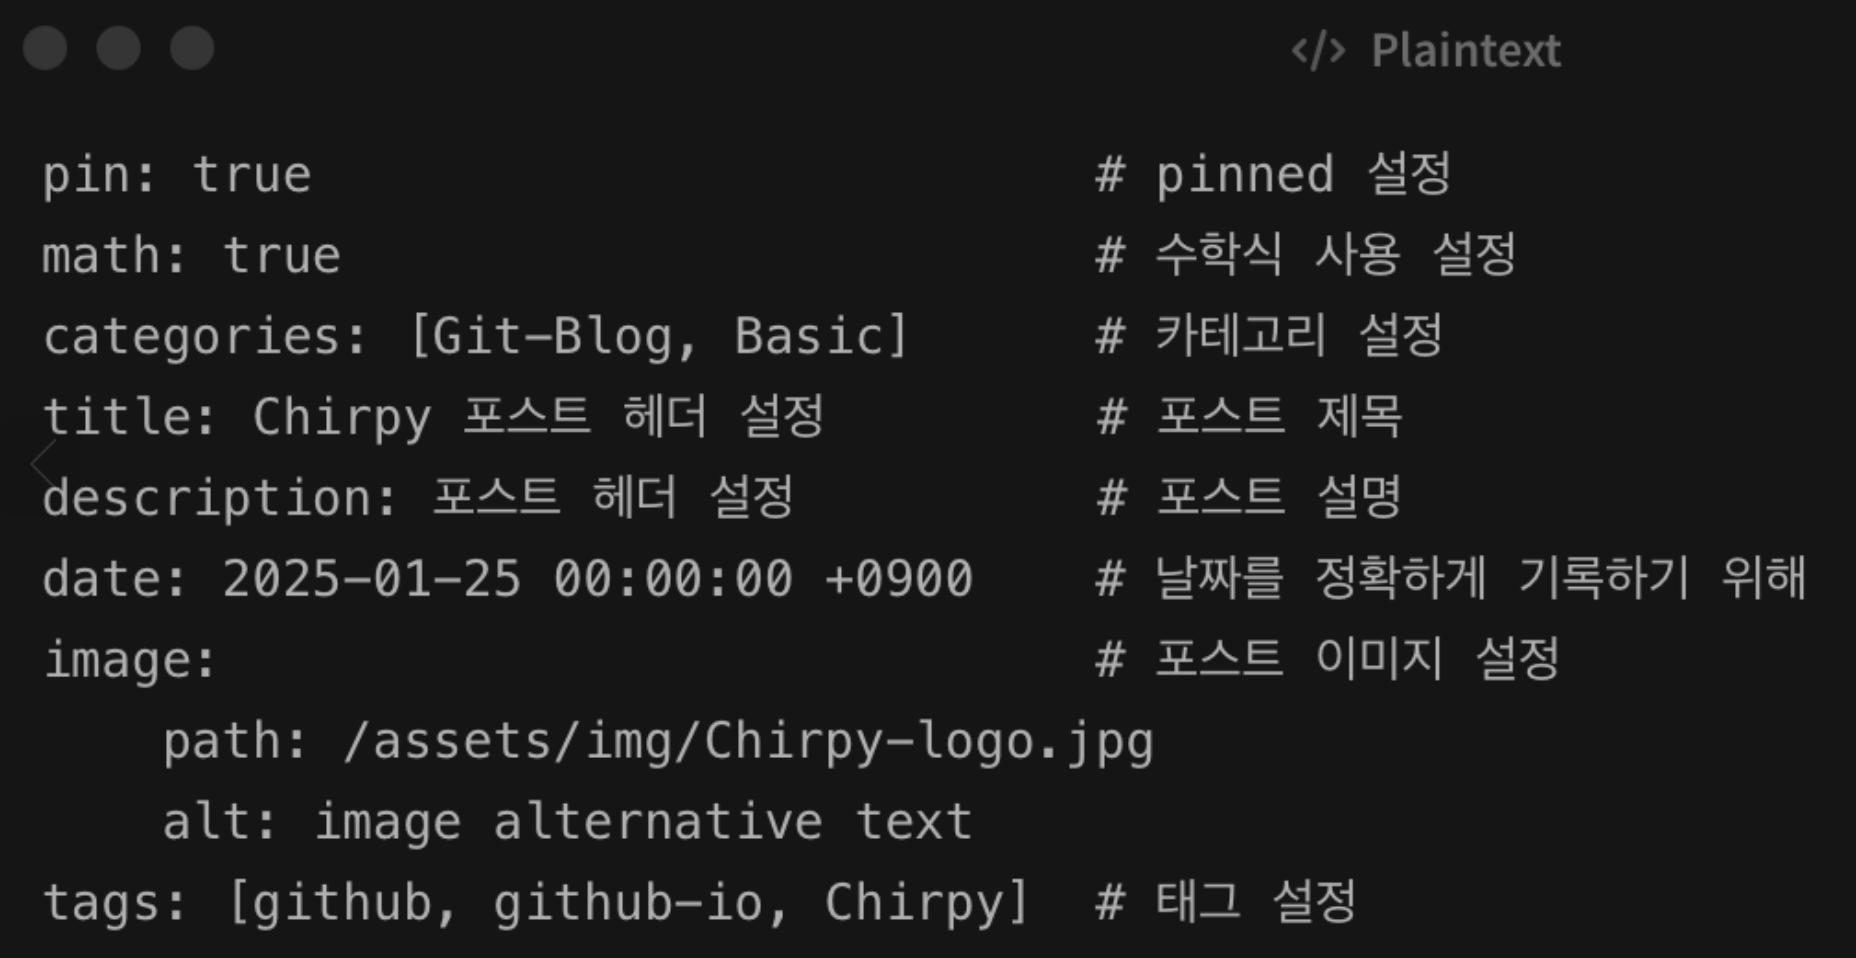 </> Plaintext
pin: true # pinned 설정
math: true # 수학식 사용 설정
categories: [Git-Blog, Basic] # 카테고리 설정
title: Chirpy 포스트 헤더 설정 # 포스트 제목
description: 포스트 헤더 설정 # 포스트 설명
date: 2025-01-25 00:00:00 +0900 # 날짜를 정확하게 기록하기 위해
image: # 포스트 이미지 설정
    path: /assets/img/Chirpy-logo.jpg
    alt: image alternative text
tags: [github, github-io, Chirpy] # 태그 설정